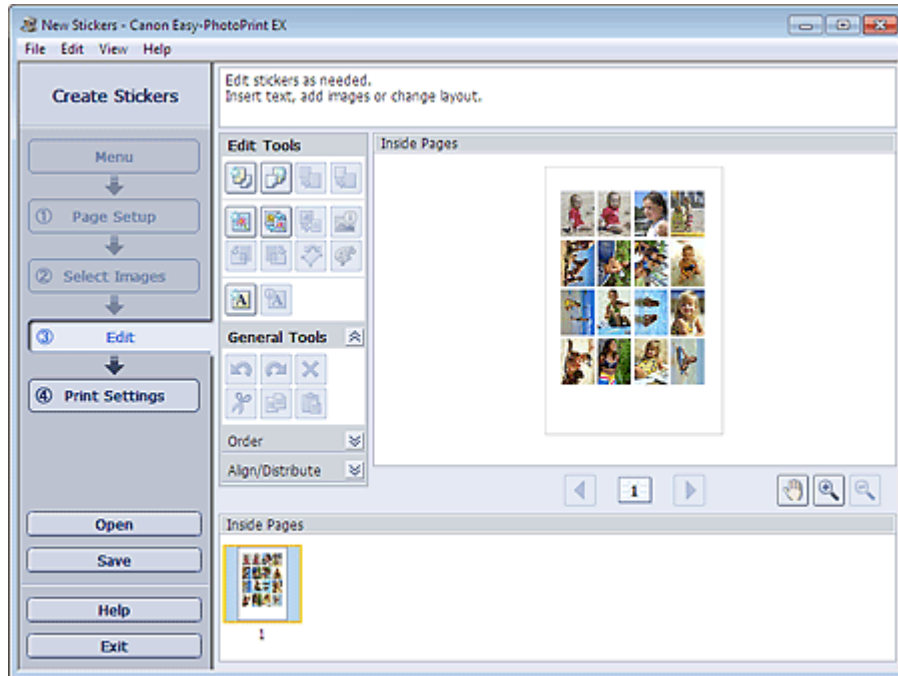 New Stickers - Canon Easy-PhotoPrint EX
File Edit View Help
Create Stickers
Edit stickers as needed.
Insert text, add images or change layout.
Menu
① Page Setup
② Select Images
③ Edit
④ Print Settings
Open
Save
Help
Exit
Edit Tools
A A
General Tools
Order
Align/Distribute
Inside Pages
1
Inside Pages
1